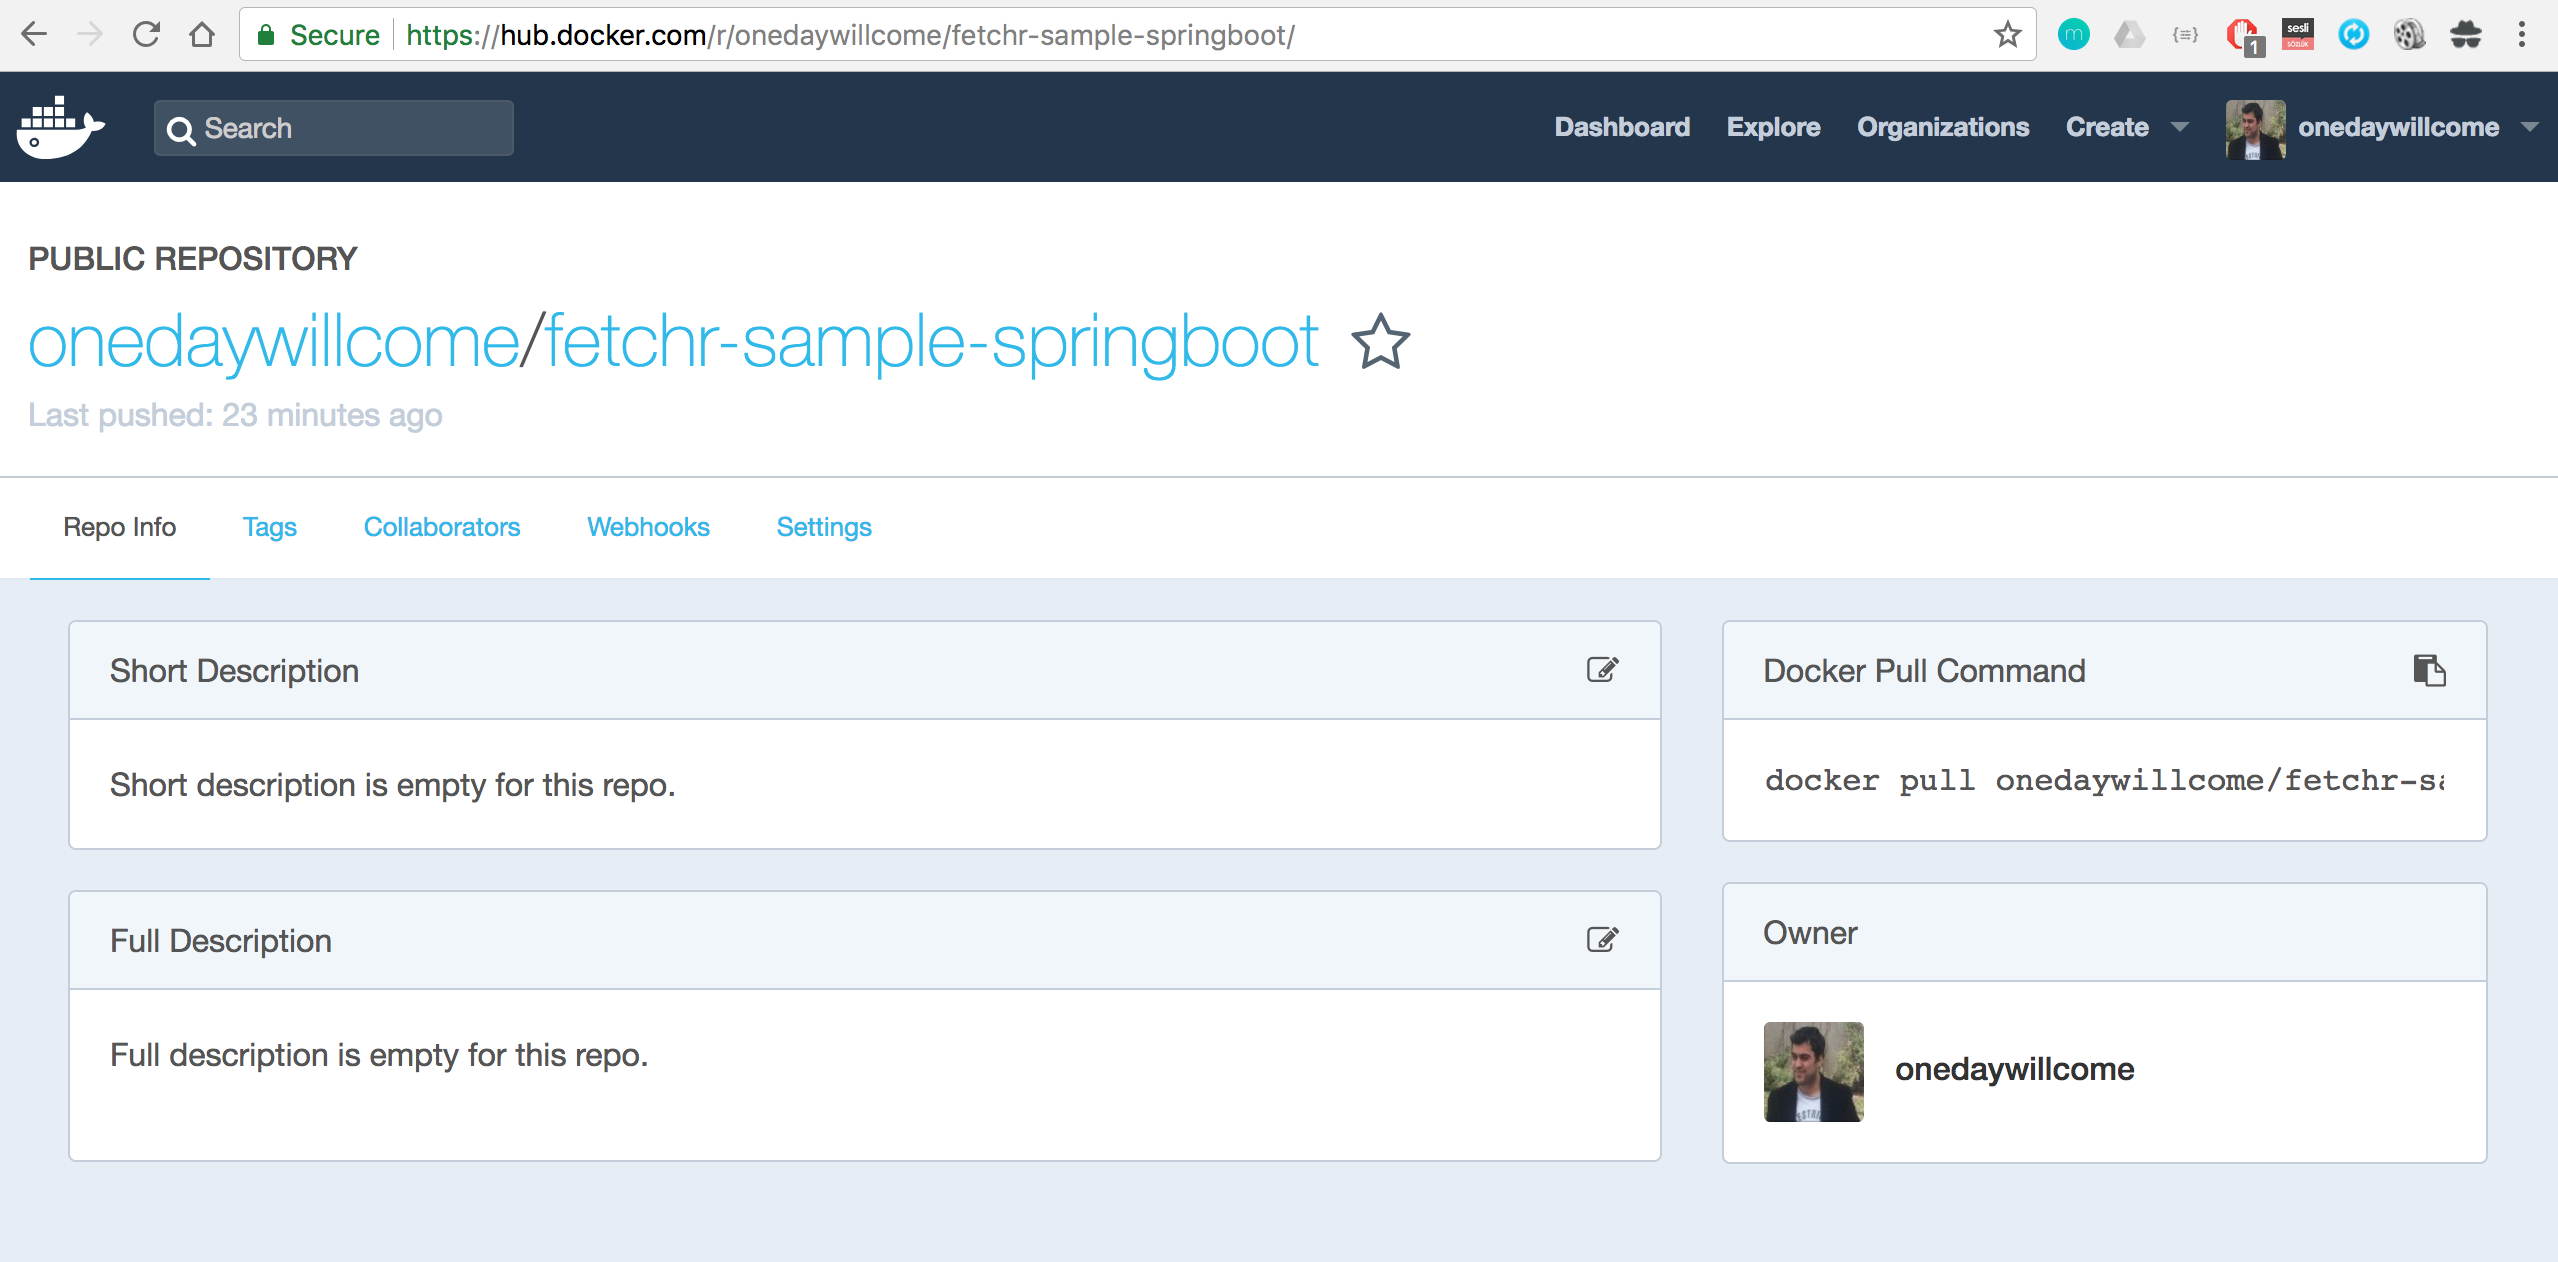 Secure https://hub.docker.com/r/onedaywillcome/fetchr-sample-springboot/
m
1
sesli
SÖZLÜK
Search
Dashboard Explore Organizations Create onedaywillcome
PUBLIC REPOSITORY
onedaywillcome/fetchr-sample-springboot
Last pushed: 23 minutes ago
Repo Info Tags Collaborators Webhooks Settings
Short Description
Short description is empty for this repo.
Docker Pull Command
docker pull onedaywillcome/fetchr-sa
Full Description
Full description is empty for this repo.
Owner
onedaywillcome